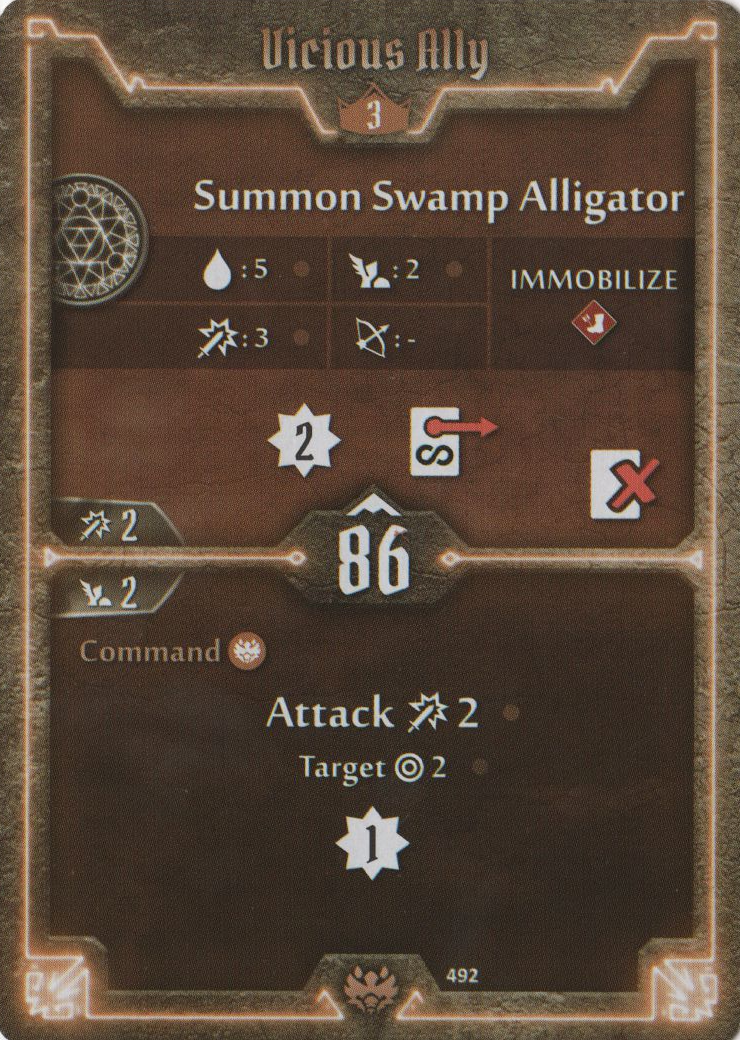 Vicious Ally
3
Summon Swamp Alligator
: 5
: 2
IMMOBILIZE
: 3
: -
2
S
2
86
2
Command
Attack 2
Target 2
1
492